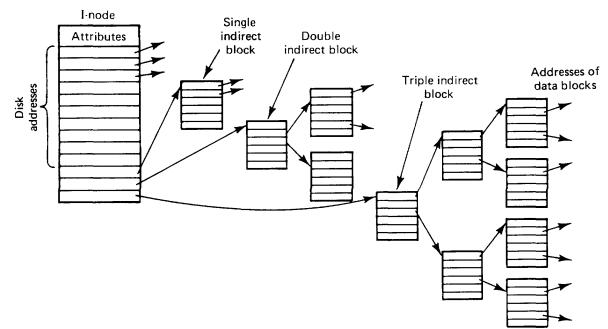 I-node
Attributes
Disk
addresses
Single
indirect
block
Double
indirect block
Triple indirect
block
Addresses of
data blocks